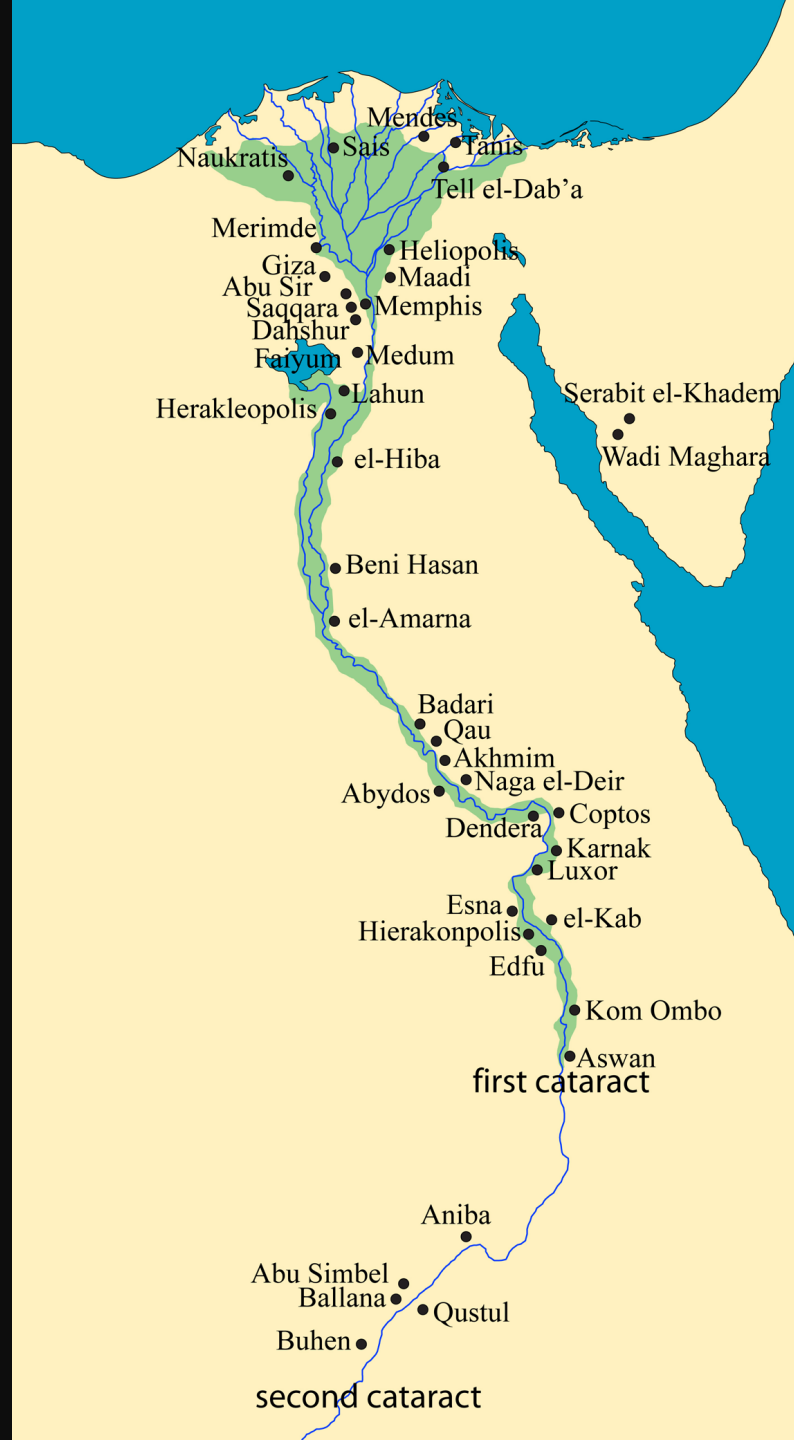 Mendes
Sais
Tanis
Naukratis
Tell el-Dab’a
Merimde
Heliopolis
Giza
Maadi
Abu Sir
Saqqara
Memphis
Dahshur
Faiyum
Medum
Lahun
Serabit el-Khadem
Herakleopolis
Wadi Maghara
el-Hiba
Beni Hasan
el-Amarna
Badari
Qau
Akhmim
Naga el-Deir
Abydos
Coptos
Dendera
Karnak
Luxor
Esna
el-Kab
Hierakonpolis
Edfu
Kom Ombo
Aswan
first cataract
Aniba
Abu Simbel
Ballana
Qustul
Buhen
second cataract